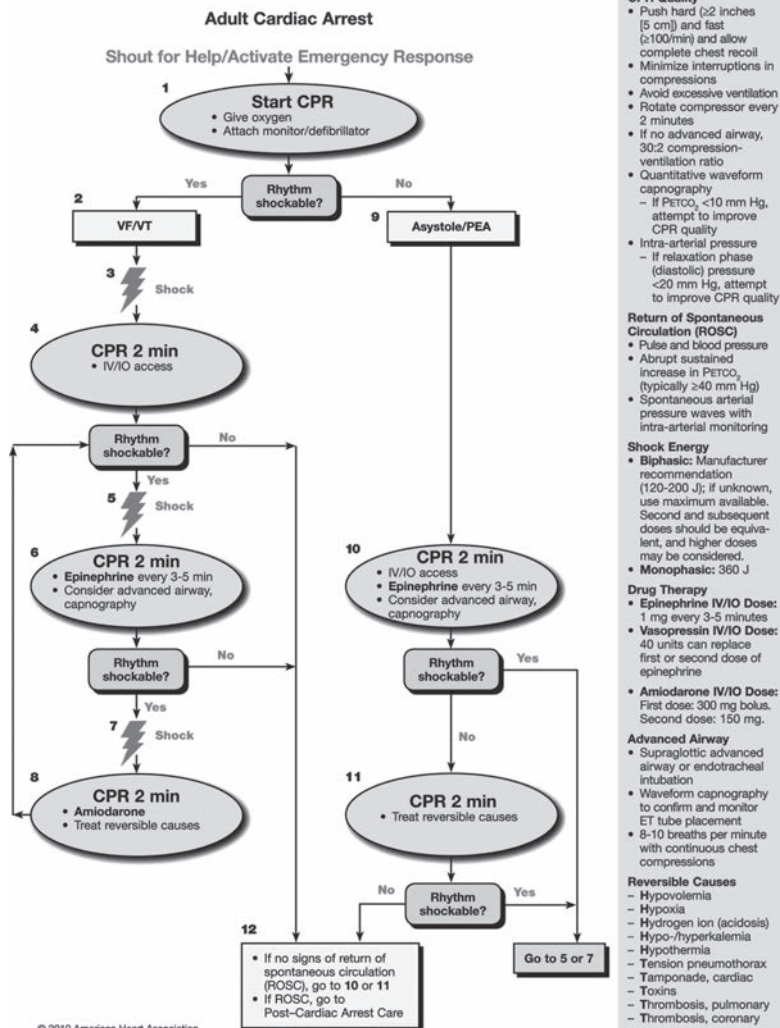 Adult Cardiac Arrest
Shout for Help/Activate Emergency Response
1
Start CPR
• Give oxygen
• Attach monitor/defibrillator
Rhythm
shockable?
Yes
No
2
VF/VT
9
Asystole/PEA
3
Shock
4
CPR 2 min
• IV/IO access
Rhythm
shockable?
No
Yes
5
Shock
6
CPR 2 min
• Epinephrine every 3-5 min
• Consider advanced airway,
capnography
Rhythm
shockable?
No
Yes
7
Shock
8
CPR 2 min
• Amiodarone
• Treat reversible causes
10
CPR 2 min
• IV/IO access
• Epinephrine every 3-5 min
• Consider advanced airway,
capnography
Rhythm
shockable?
Yes
No
11
CPR 2 min
• Treat reversible causes
Rhythm
shockable?
No
Yes
12
• If no signs of return of
spontaneous circulation
(ROSC), go to 10 or 11
• If ROSC, go to
Post–Cardiac Arrest Care
Go to 5 or 7
© 2010 American Heart Association
CPR Quality
• Push hard (≥2 inches
[5 cm]) and fast
(≥100/min) and allow
complete chest recoil
• Minimize interruptions in
compressions
• Avoid excessive ventilation
• Rotate compressor every
2 minutes
• If no advanced airway,
30:2 compression-
ventilation ratio
• Quantitative waveform
capnography
– If PETCO₂ <10 mm Hg,
attempt to improve
CPR quality
• Intra-arterial pressure
– If relaxation phase
(diastolic) pressure
<20 mm Hg, attempt
to improve CPR quality
Return of Spontaneous
Circulation (ROSC)
• Pulse and blood pressure
• Abrupt sustained
increase in PETCO₂
(typically ≥40 mm Hg)
• Spontaneous arterial
pressure waves with
intra-arterial monitoring
Shock Energy
• Biphasic: Manufacturer
recommendation
(120-200 J); if unknown,
use maximum available.
Second and subsequent
doses should be equiva-
lent, and higher doses
may be considered.
• Monophasic: 360 J
Drug Therapy
• Epinephrine IV/IO Dose:
1 mg every 3-5 minutes
• Vasopressin IV/IO Dose:
40 units can replace
first or second dose of
epinephrine
• Amiodarone IV/IO Dose:
First dose: 300 mg bolus.
Second dose: 150 mg.
Advanced Airway
• Supraglottic advanced
airway or endotracheal
intubation
• Waveform capnography
to confirm and monitor
ET tube placement
• 8-10 breaths per minute
with continuous chest
compressions
Reversible Causes
– Hypovolemia
– Hypoxia
– Hydrogen ion (acidosis)
– Hypo-/hyperkalemia
– Hypothermia
– Tension pneumothorax
– Tamponade, cardiac
– Toxins
– Thrombosis, pulmonary
– Thrombosis, coronary